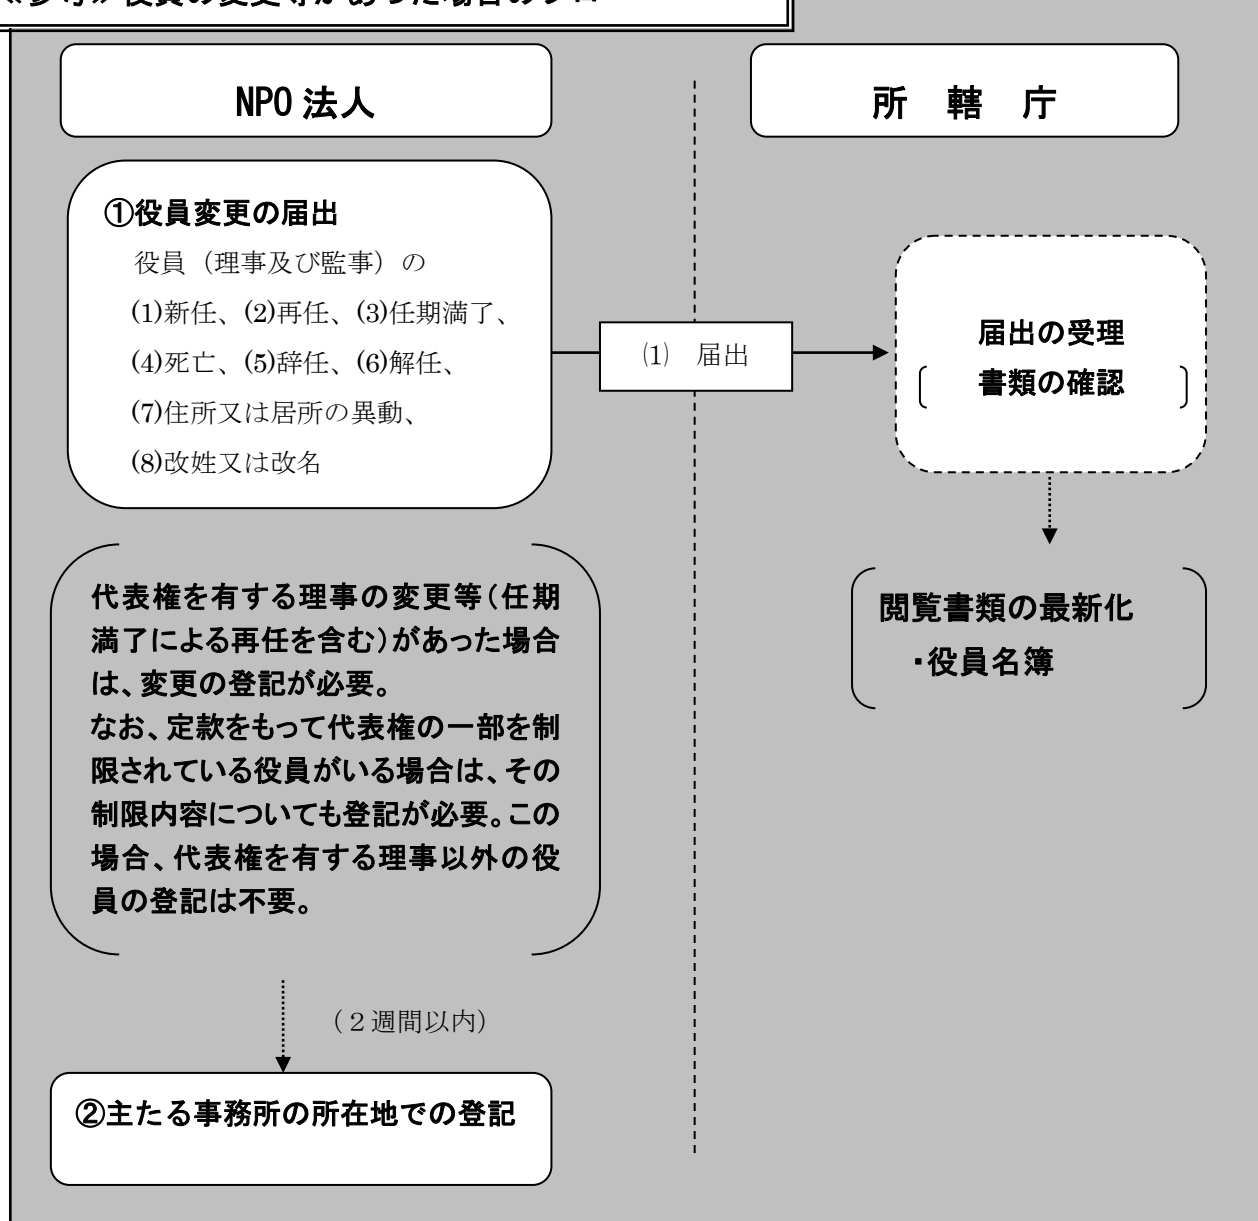 ≪参考≫役員の変更等があった場合のフロー
NPO 法人
所　轄　庁
①役員変更の届出
役員（理事及び監事）の
(1)新任、(2)再任、(3)任期満了、
(4)死亡、(5)辞任、(6)解任、
(7)住所又は居所の異動、
(8)改姓又は改名
⑴　届出
届出の受理
書類の確認
代表権を有する理事の変更等（任期
満了による再任を含む）があった場合
は、変更の登記が必要。
なお、定款をもって代表権の一部を制
限されている役員がいる場合は、その
制限内容についても登記が必要。この
場合、代表権を有する理事以外の役
員の登記は不要。
閲覧書類の最新化
・役員名簿
（２週間以内）
②主たる事務所の所在地での登記